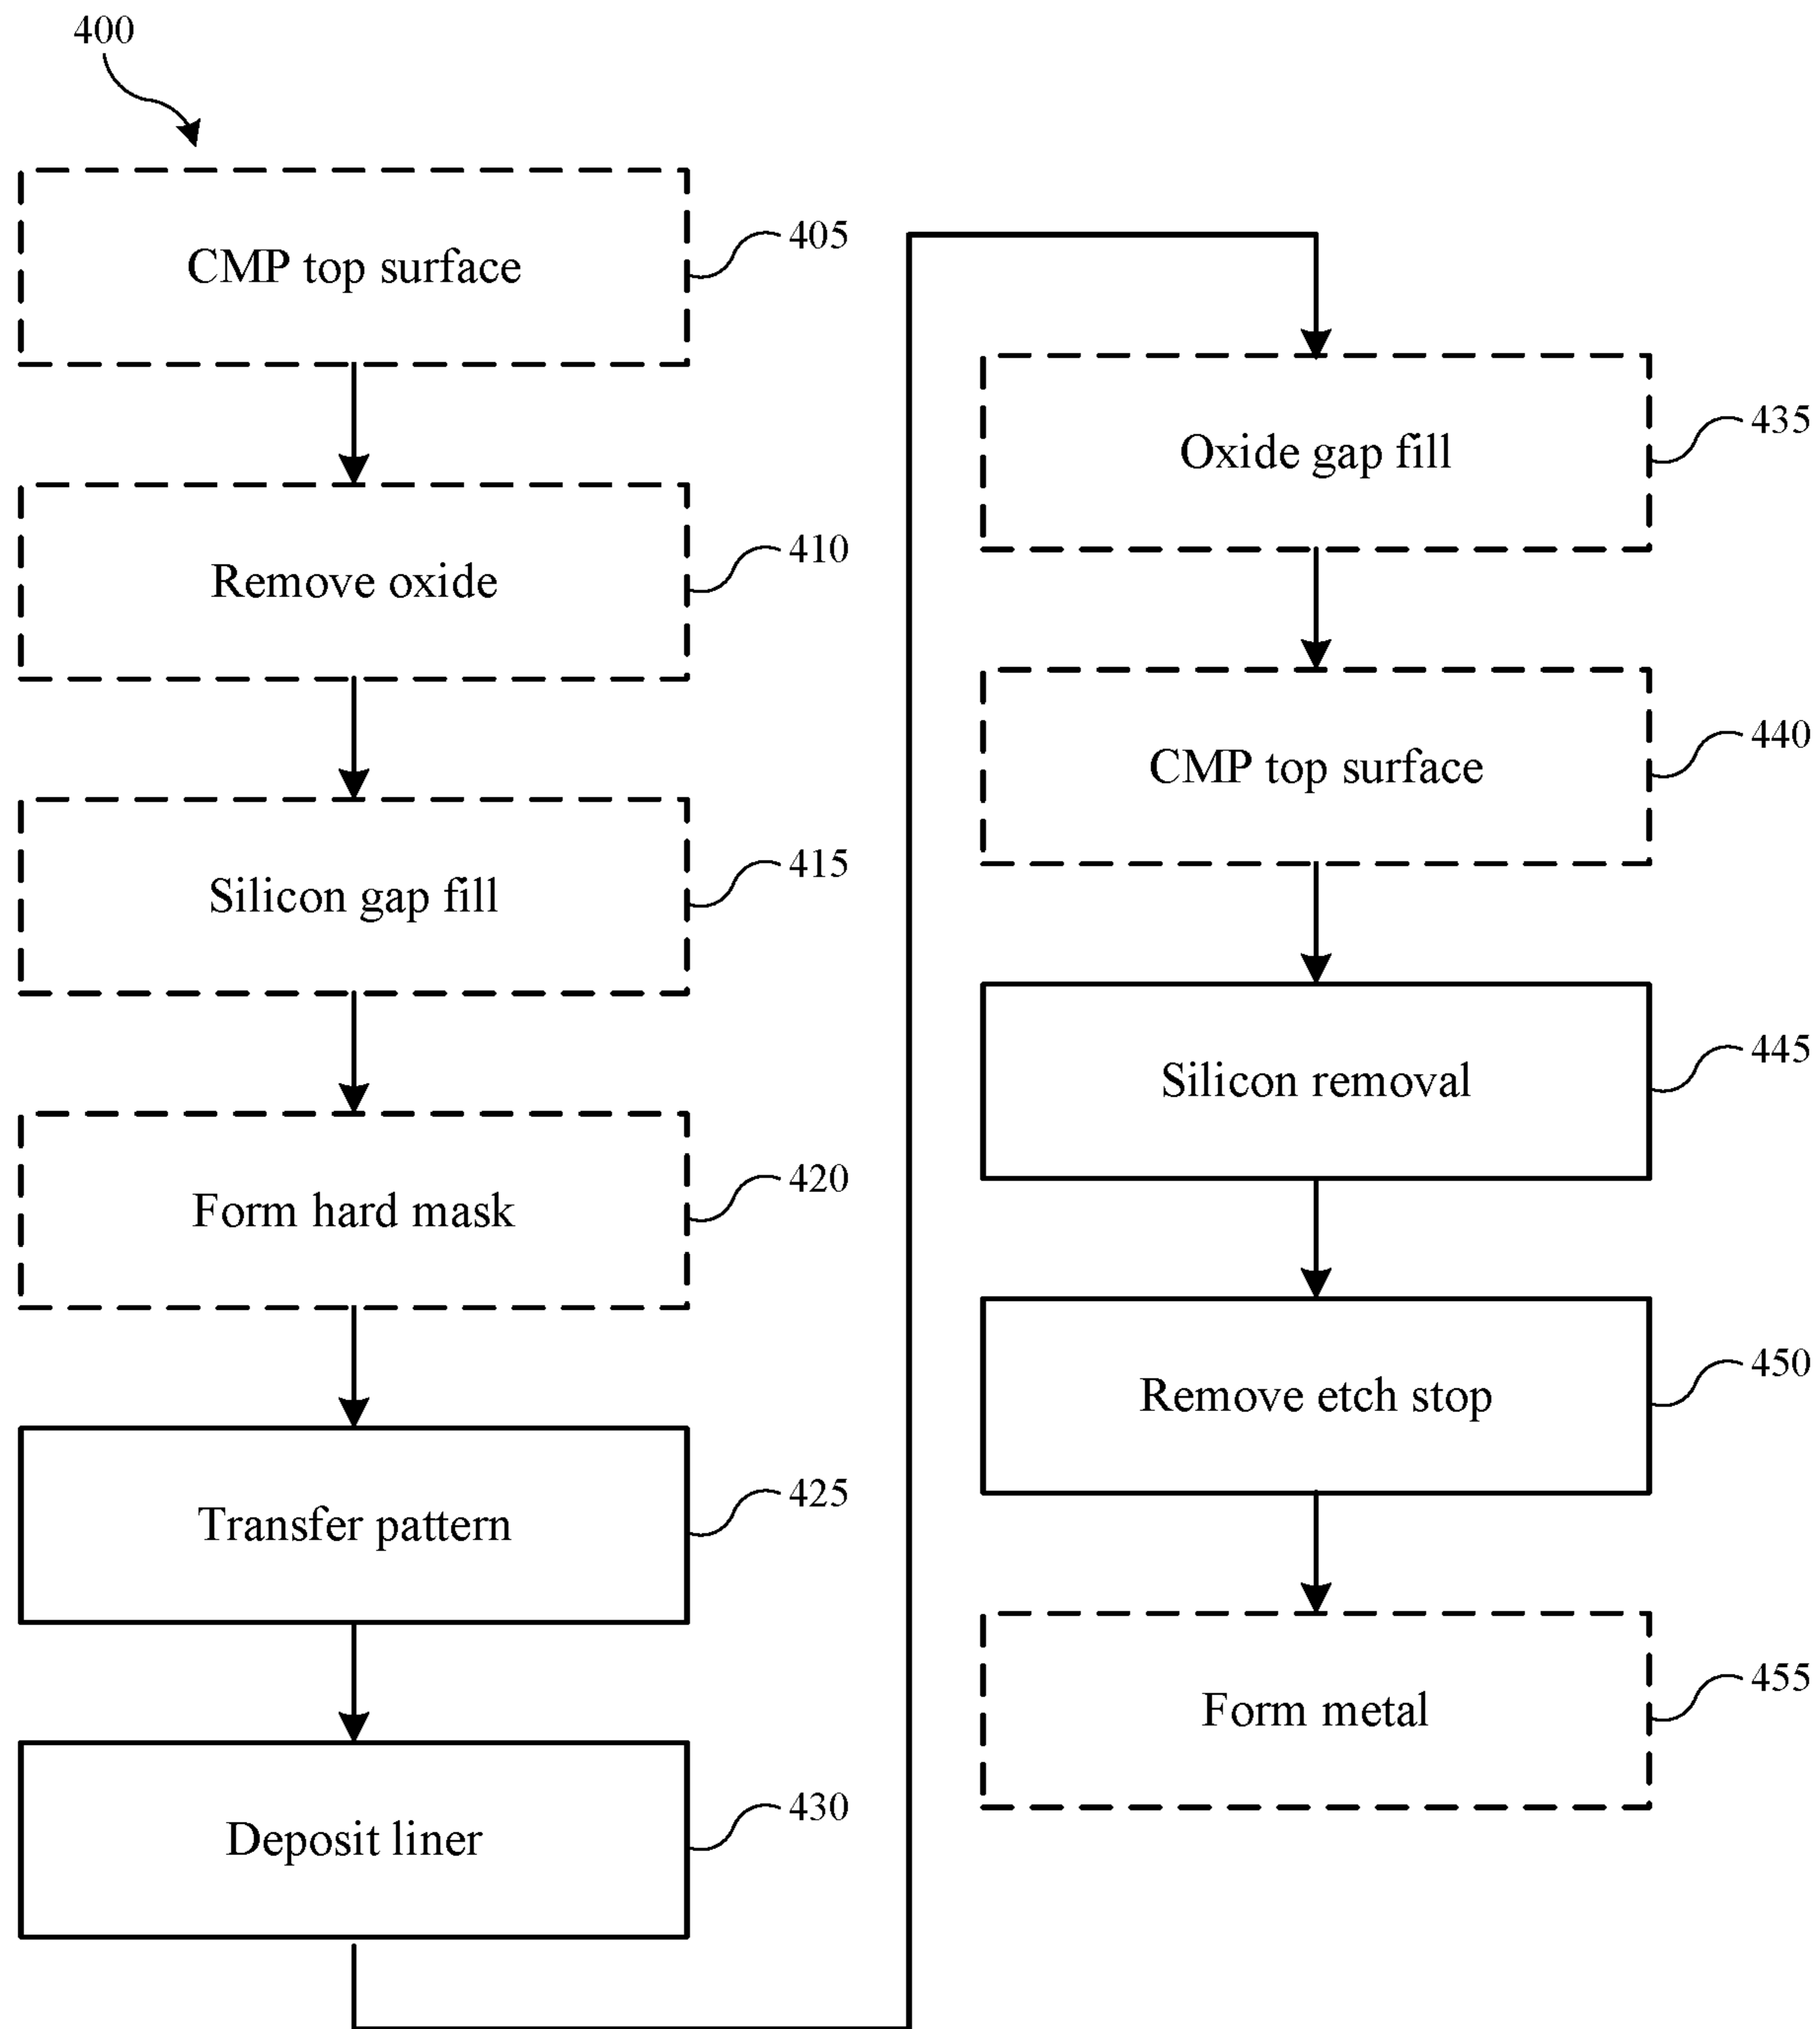 400
CMP top surface
405
Remove oxide
410
Silicon gap fill
415
Form hard mask
420
Transfer pattern
425
Deposit liner
430
Oxide gap fill
435
CMP top surface
440
Silicon removal
445
Remove etch stop
450
Form metal
455